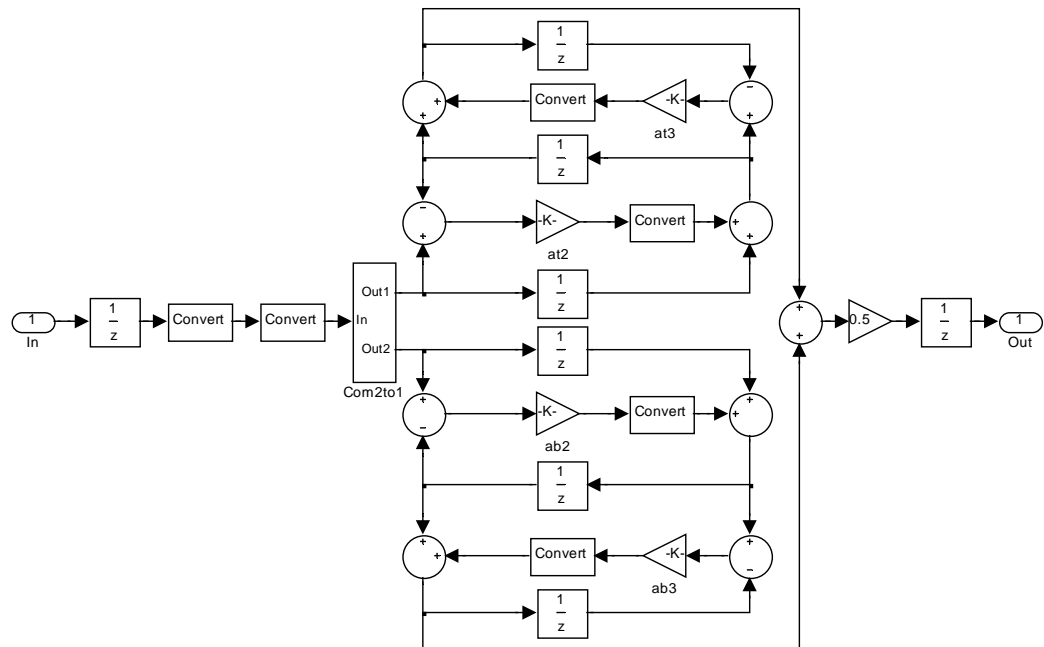 1
z
-
+
Convert
-K-
-
+
+
at3
1
z
-
+
-K-
Convert
+
+
at2
Out1
1
z
1
In
1
z
Convert
Convert
In
+
+
0.5
1
z
1
Out
Out2
1
z
Com2to1
+
-
-K-
Convert
+
+
ab2
1
z
+
+
Convert
-K-
+
-
ab3
1
z